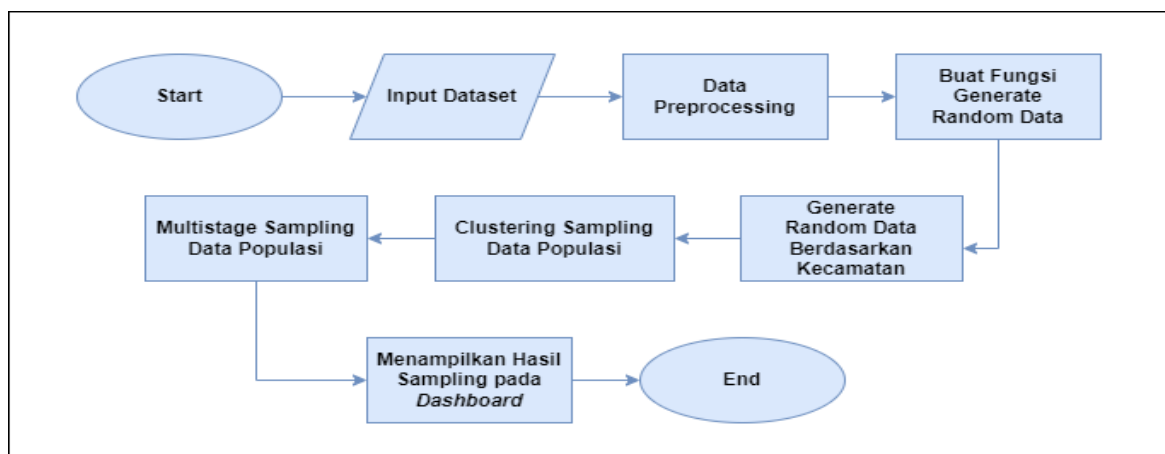 Start
Input Dataset
Data
Preprocessing
Buat Fungsi
Generate
Random Data
Generate
Random Data
Berdasarkan
Kecamatan
Clustering Sampling
Data Populasi
Multistage Sampling
Data Populasi
Menampilkan Hasil
Sampling pada
Dashboard
End